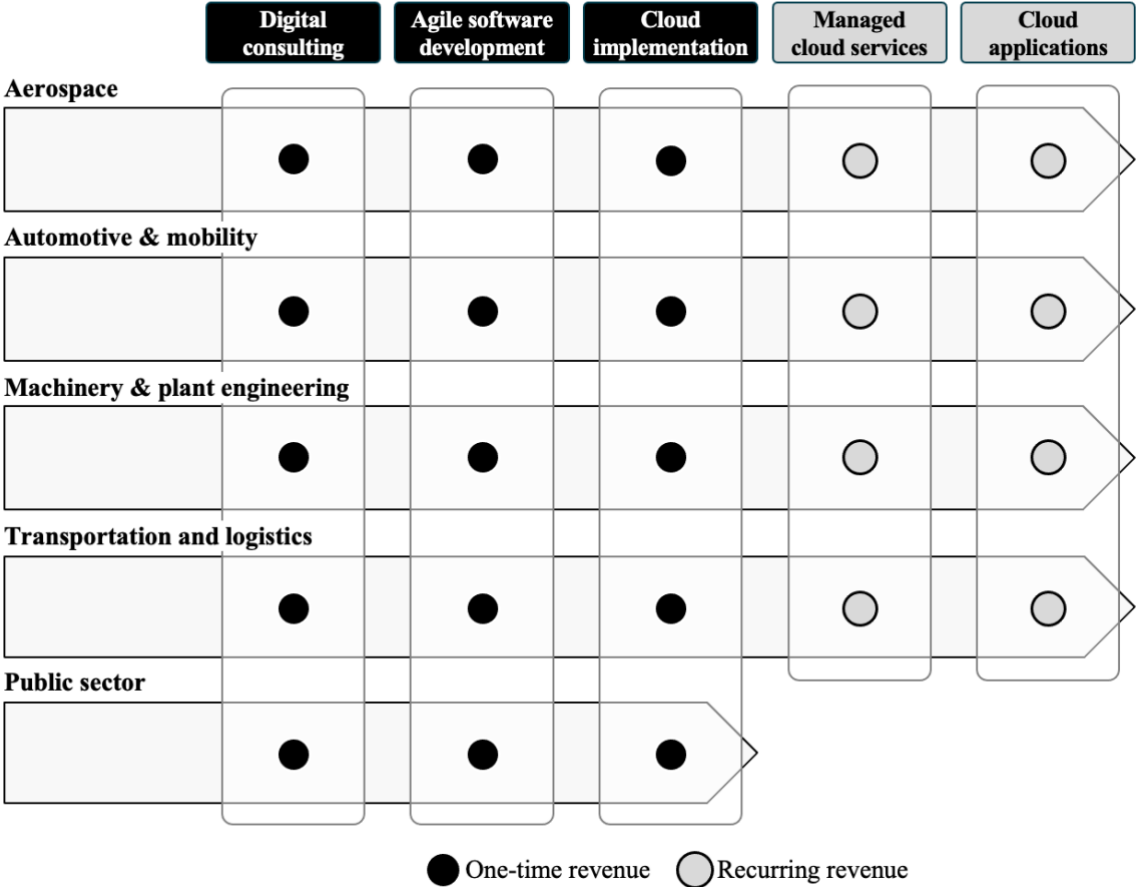 Digital
consulting
Agile software
development
Cloud
implementation
Managed
cloud services
Cloud
applications
Aerospace
Automotive & mobility
Machinery & plant engineering
Transportation and logistics
Public sector
One-time revenue
Recurring revenue